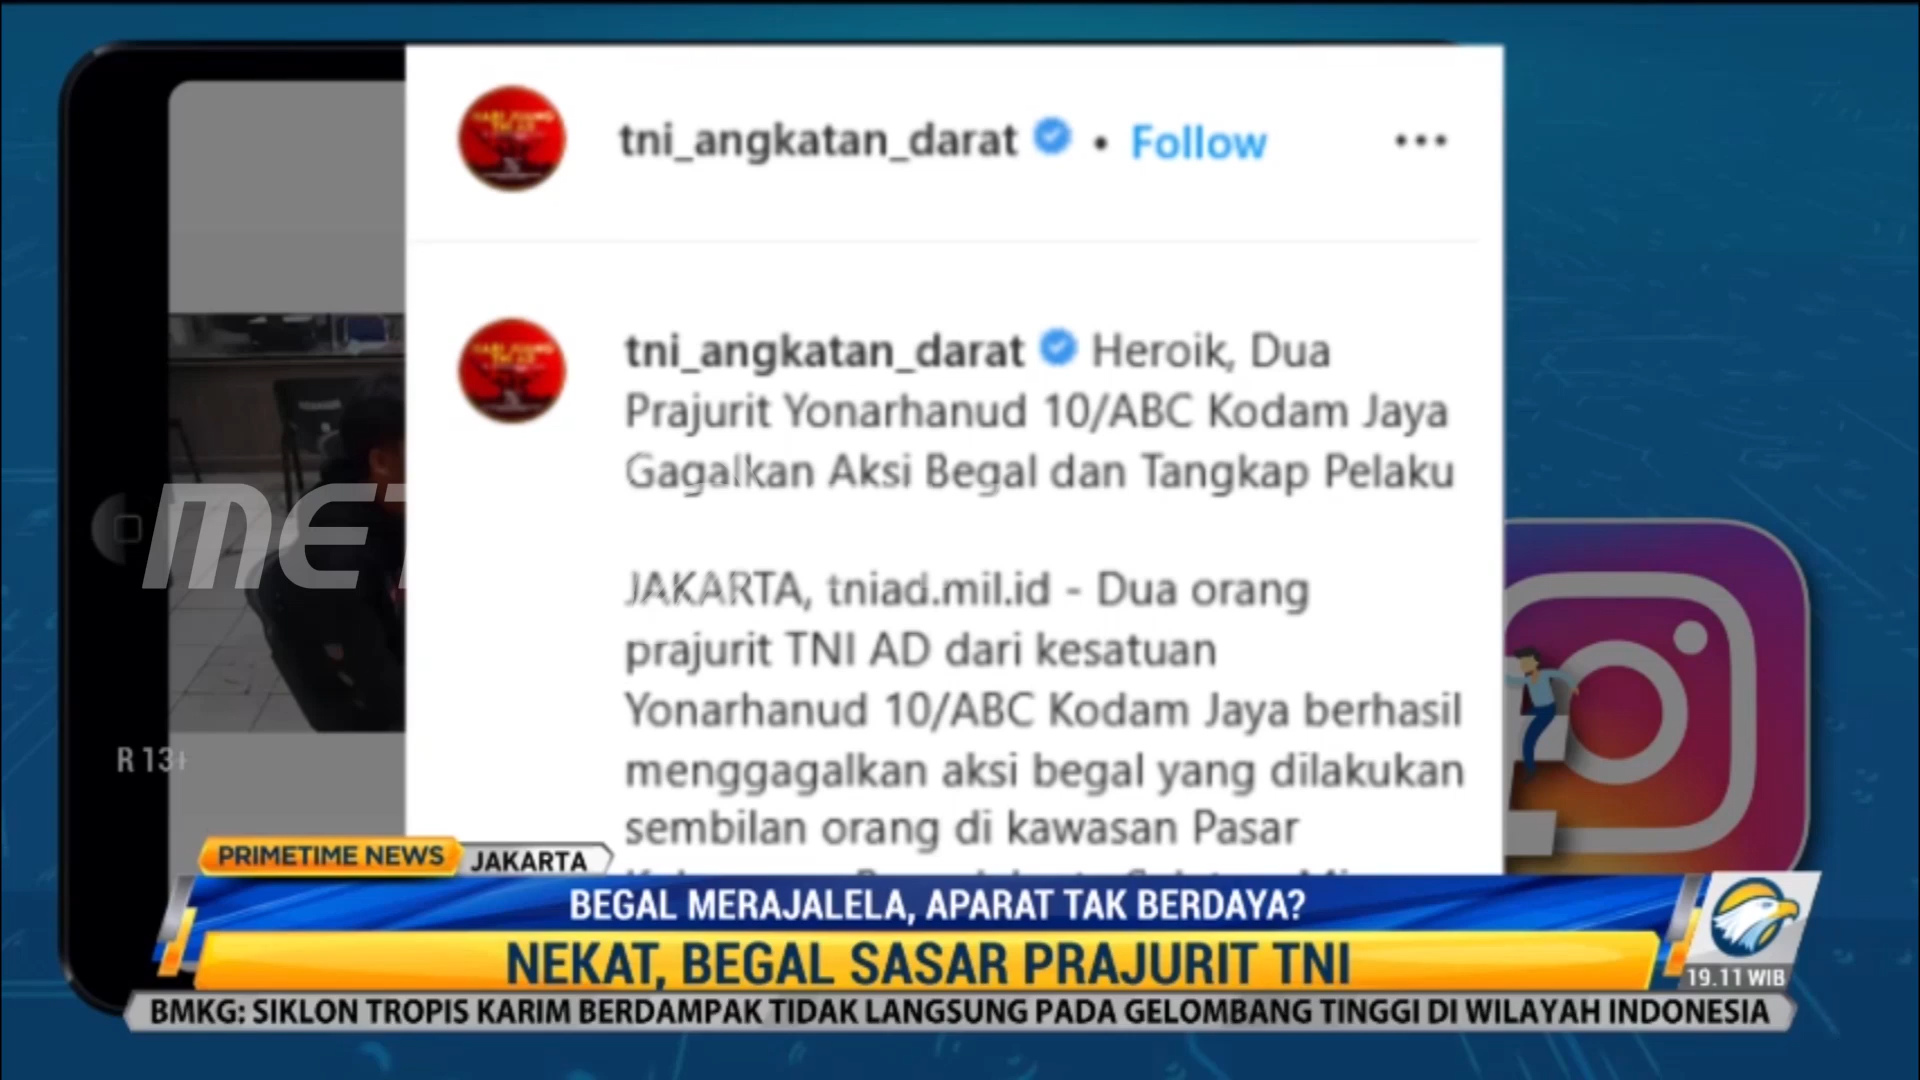 tni_angkatan_darat • Follow •••
tni_angkatan_darat Heroik, Dua
Prajurit Yonarhanud 10/ABC Kodam Jaya
Gagalkan Aksi Begal dan Tangkap Pelaku
JAKARTA, tniad.mil.id - Dua orang
prajurit TNI AD dari kesatuan
Yonarhanud 10/ABC Kodam Jaya berhasil
menggagalkan aksi begal yang dilakukan
sembilan orang di kawasan Pasar
MET
R 13+
PRIMETIME NEWS JAKARTA
BEGAL MERAJALELA, APARAT TAK BERDAYA?
NEKAT, BEGAL SASAR PRAJURIT TNI
19.11 WIB
BMKG: SIKLON TROPIS KARIM BERDAMPAK TIDAK LANGSUNG PADA GELOMBANG TINGGI DI WILAYAH INDONESIA